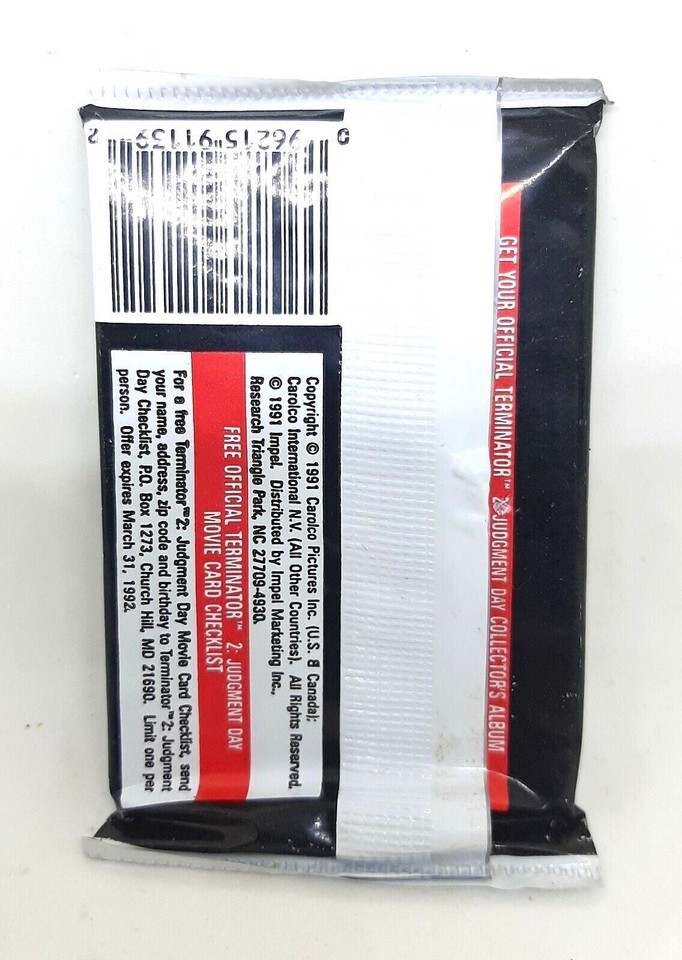 GET YOUR OFFICIAL TERMINATOR™ 2: JUDGMENT DAY COLLECTOR'S ALBUM
Copyright © 1991 Carolco Pictures Inc. (U.S. & Canada);
Carolco International N.V. (All Other Countries). All Rights Reserved.
© 1991 Impel. Distributed by Impel Marketing Inc.,
Research Triangle Park, NC 27709-4930.
FREE OFFICIAL TERMINATOR™ 2: JUDGMENT DAY
MOVIE CARD CHECKLIST
For a free Terminator™2: Judgment Day Movie Card Checklist, send
your name, address, zip code and birthday to Terminator™2: Judgment
Day Checklist, P.O. Box 1273, Church Hill, MD 21690. Limit one per
person. Offer expires March 31, 1992.
0 96215 91139 2